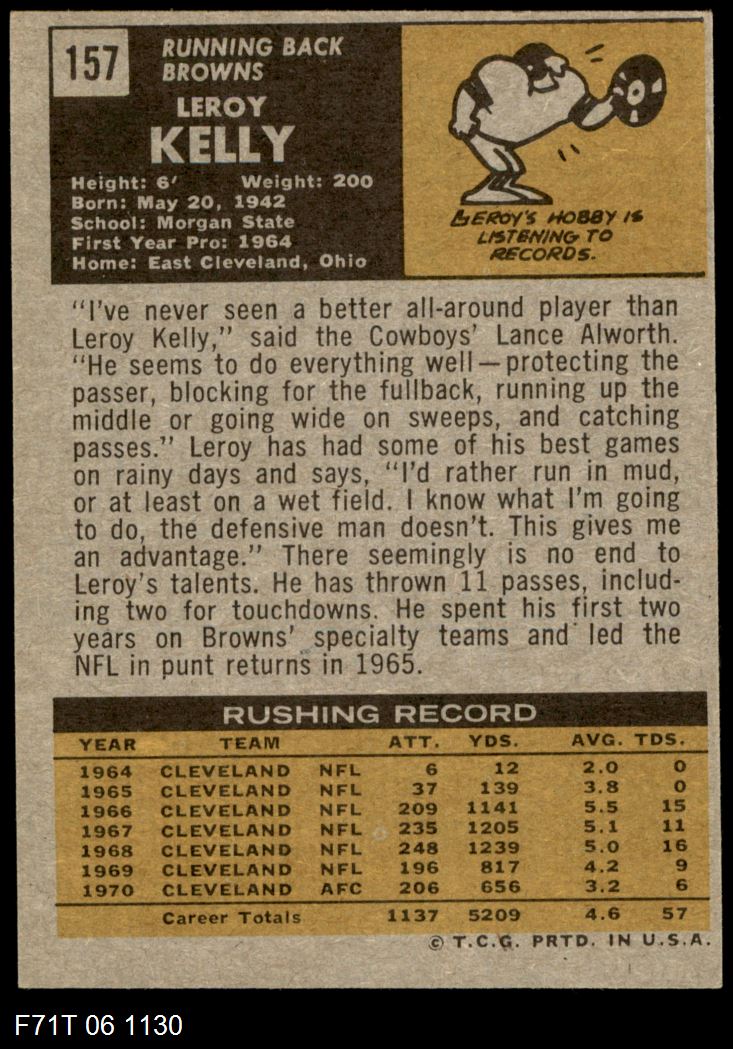 157
RUNNING BACK
BROWNS
LEROY
KELLY
Height: 6' Weight: 200
Born: May 20, 1942
School: Morgan State
First Year Pro: 1964
Home: East Cleveland, Ohio
LEROY'S HOBBY IS
LISTENING TO
RECORDS.
"I've never seen a better all-around player than
Leroy Kelly," said the Cowboys' Lance Alworth.
"He seems to do everything well—protecting the
passer, blocking for the fullback, running up the
middle or going wide on sweeps, and catching
passes." Leroy has had some of his best games
on rainy days and says, "I'd rather run in mud,
or at least on a wet field. I know what I'm going
to do, the defensive man doesn't. This gives me
an advantage." There seemingly is no end to
Leroy's talents. He has thrown 11 passes, includ-
ing two for touchdowns. He spent his first two
years on Browns' specialty teams and led the
NFL in punt returns in 1965.
RUSHING RECORD
YEAR TEAM ATT. YDS. AVG. TDS.
1964 CLEVELAND NFL 6 12 2.0 0
1965 CLEVELAND NFL 37 139 3.8 0
1966 CLEVELAND NFL 209 1141 5.5 15
1967 CLEVELAND NFL 235 1205 5.1 11
1968 CLEVELAND NFL 248 1239 5.0 16
1969 CLEVELAND NFL 196 817 4.2 9
1970 CLEVELAND AFC 206 656 3.2 6
Career Totals 1137 5209 4.6 57
© T.C.G. PRTD. IN U.S.A.
F71T 06 1130